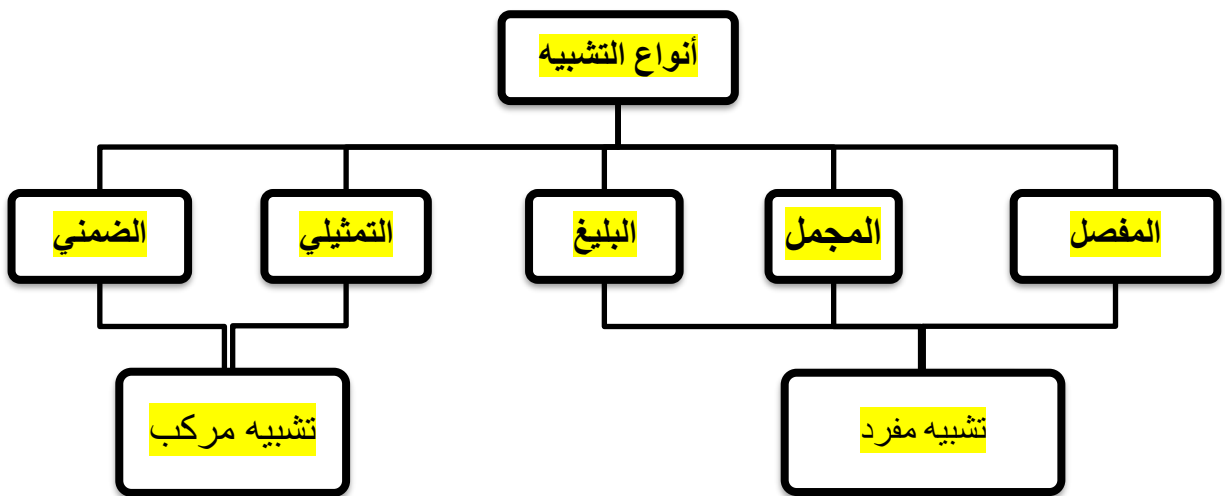 أنواع التشبيه
المفصل
المجمل
البليغ
التمثيلي
الضمني
تشبيه مفرد
تشبيه مركب